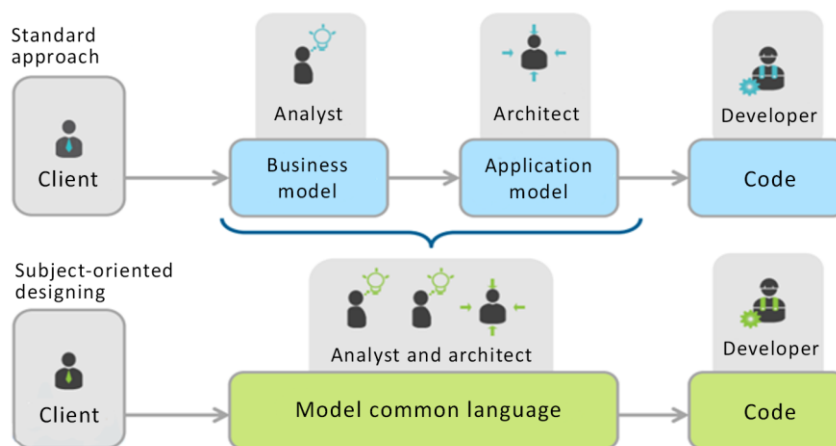 Standard
approach
Client
Analyst
Business
model
Architect
Application
model
Developer
Code
Subject-oriented
designing
Client
Analyst and architect
Model common language
Developer
Code